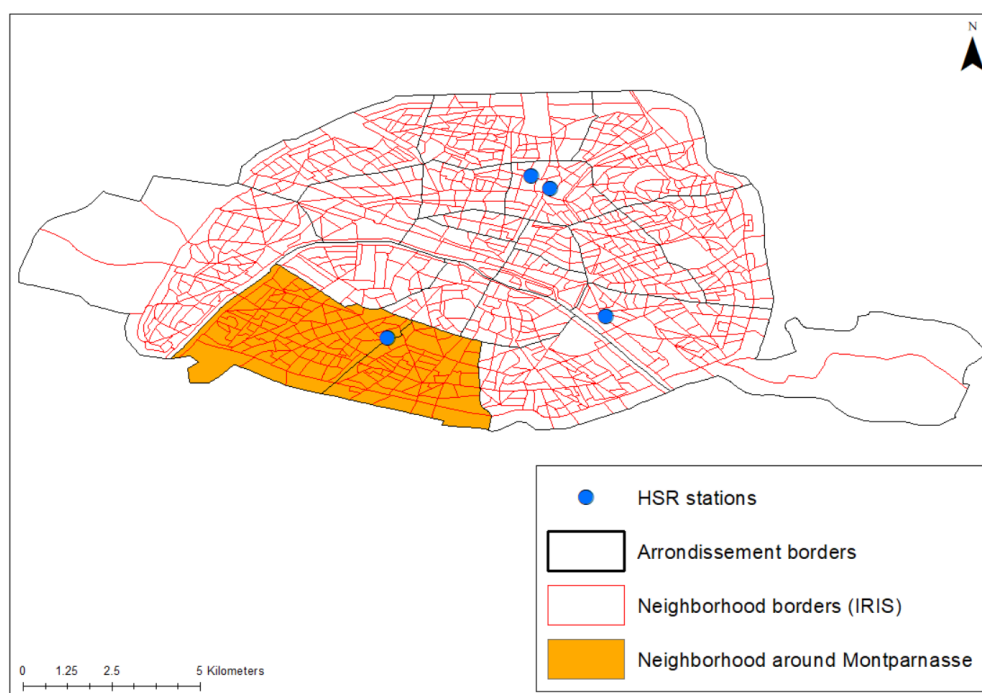 N
HSR stations
Arrondissement borders
Neighborhood borders (IRIS)
Neighborhood around Montparnasse
0 1.25 2.5 5 Kilometers